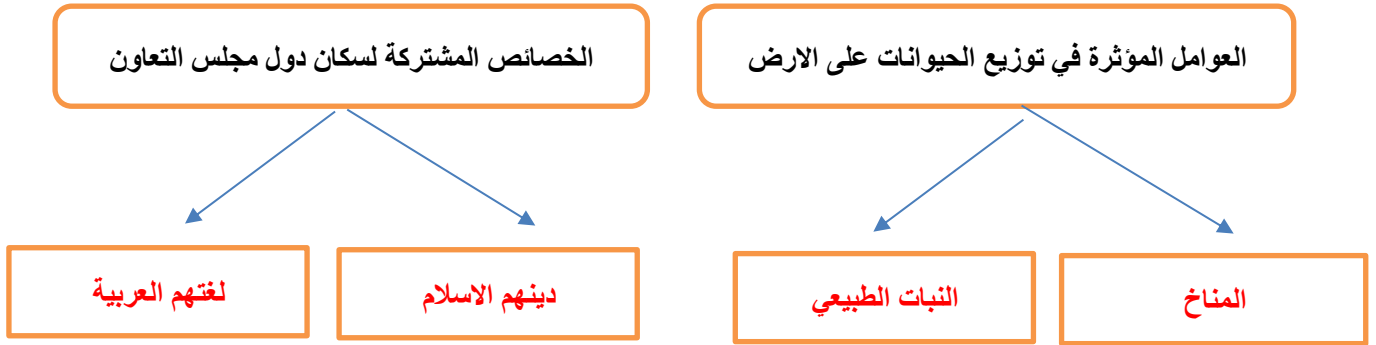 العوامل المؤثرة في توزيع الحيوانات على الارض
الخصائص المشتركة لسكان دول مجلس التعاون
المناخ
النبات الطبيعي
دينهم الاسلام
لغتهم العربية